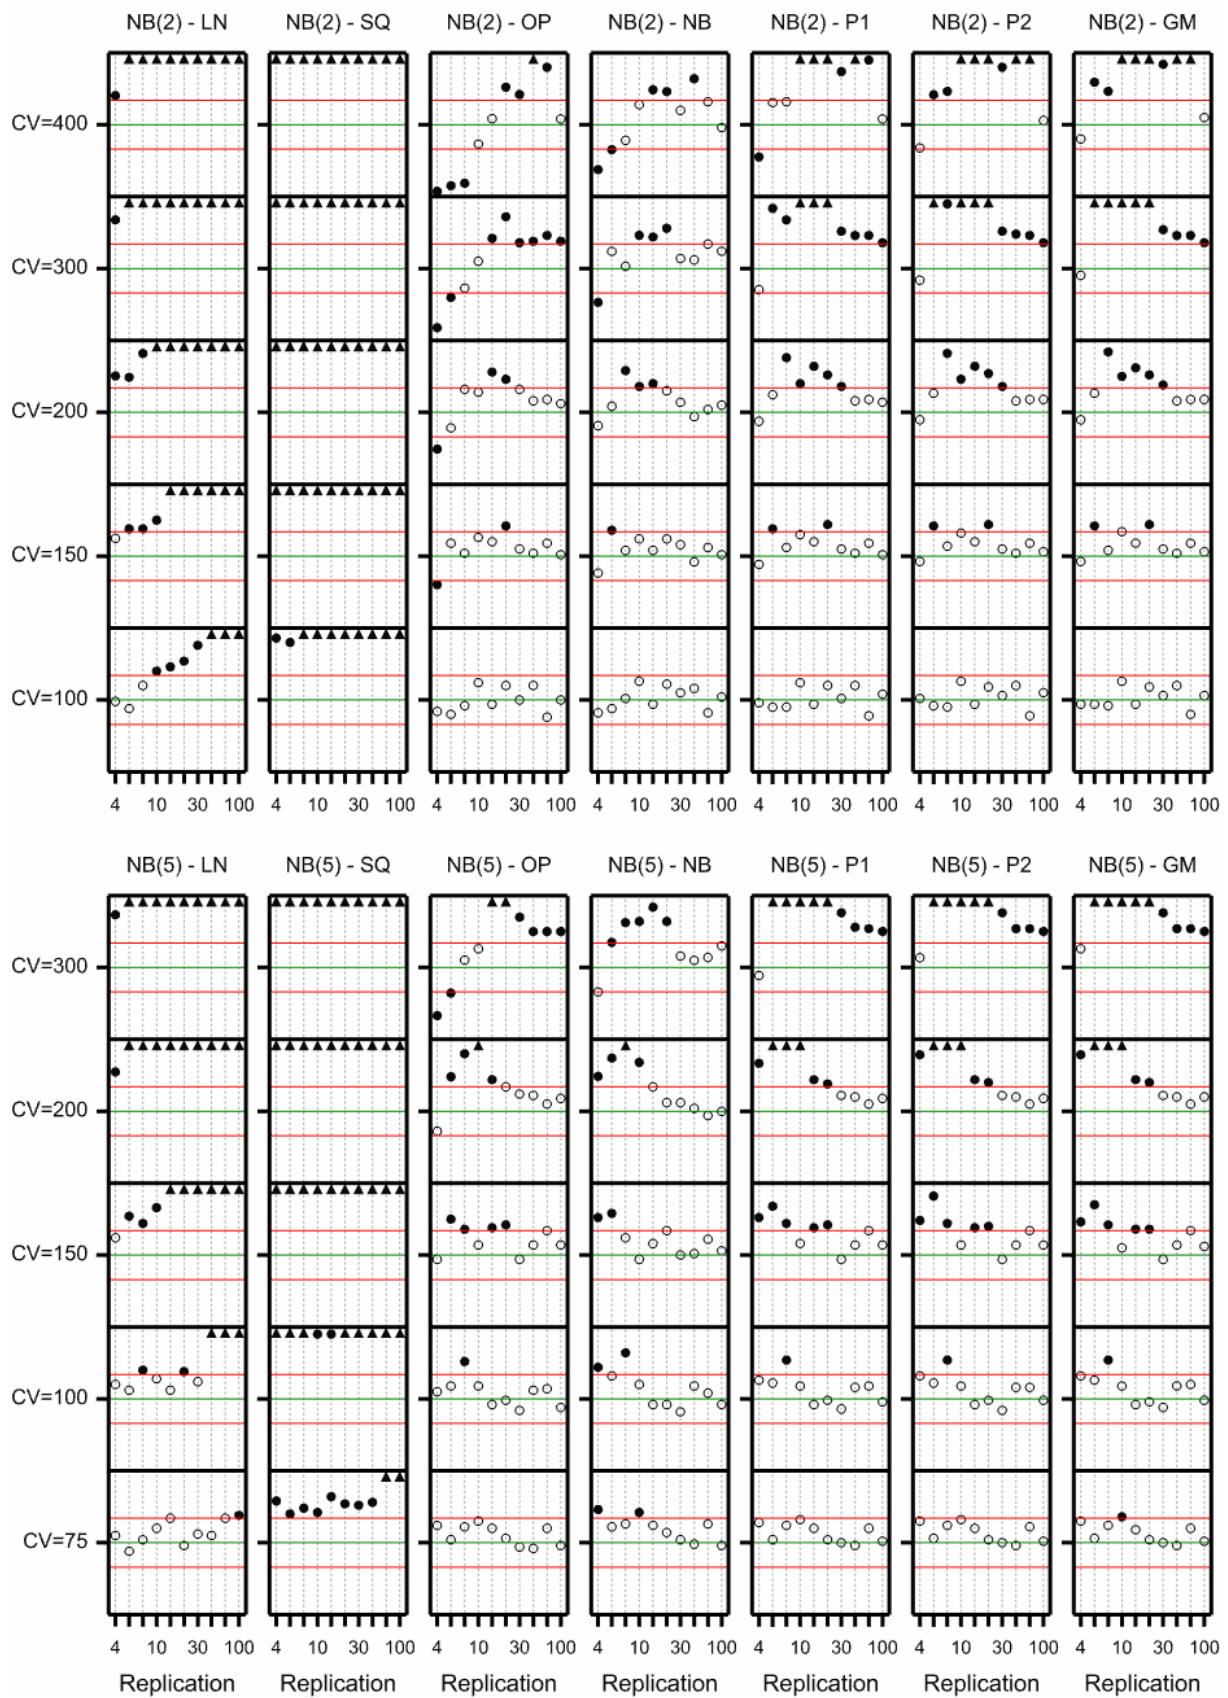 NB(2) - LN NB(2) - SQ NB(2) - OP NB(2) - NB NB(2) - P1 NB(2) - P2 NB(2) - GM
CV=400
CV=300
CV=200
CV=150
CV=100
4 10 30 100 4 10 30 100 4 10 30 100 4 10 30 100 4 10 30 100 4 10 30 100 4 10 30 100
NB(5) - LN NB(5) - SQ NB(5) - OP NB(5) - NB NB(5) - P1 NB(5) - P2 NB(5) - GM
CV=300
CV=200
CV=150
CV=100
CV=75
4 10 30 100 4 10 30 100 4 10 30 100 4 10 30 100 4 10 30 100 4 10 30 100 4 10 30 100
Replication Replication Replication Replication Replication Replication Replication